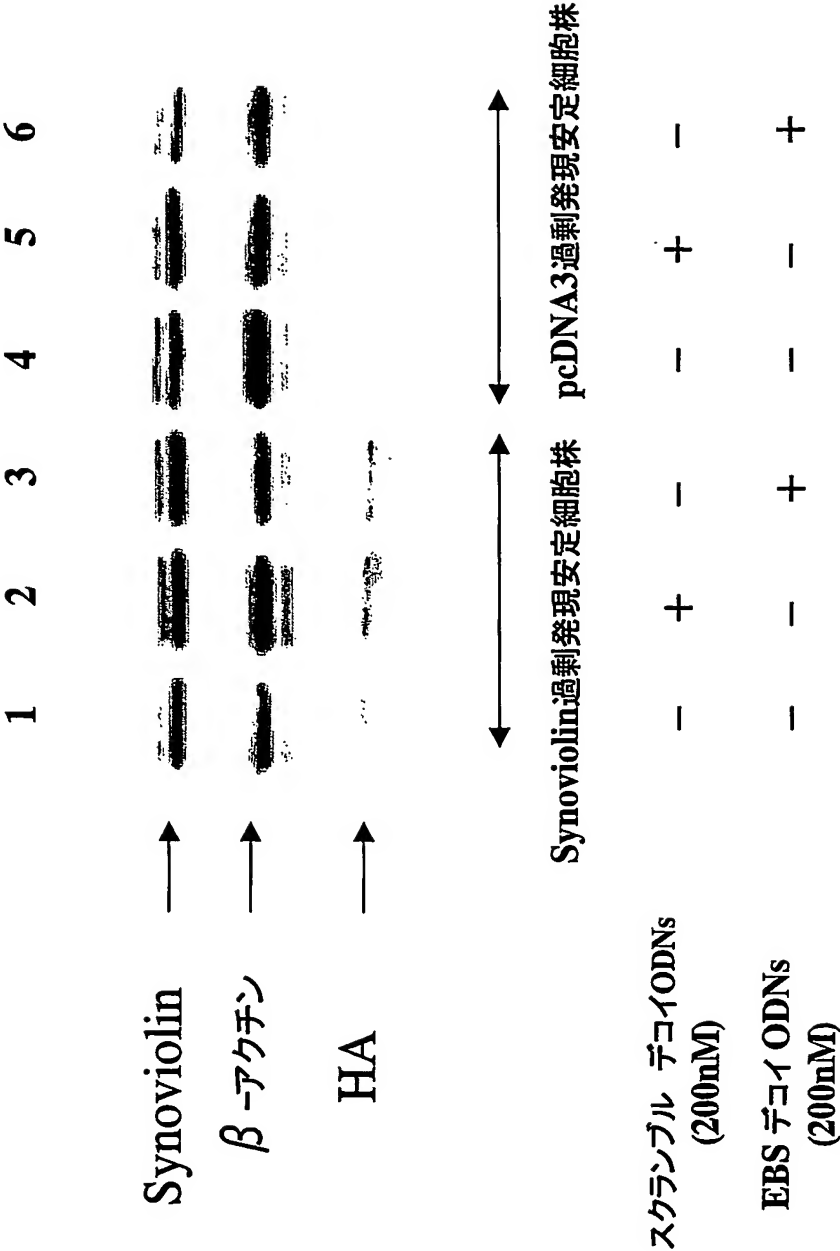 1 2 3 4 5 6
Synoviolin
β-アクチン
HA
Synoviolin過剰発現安定細胞株 pcDNA3過剰発現安定細胞株
スクランブル デコイODNs − + − − + −
(200nM)
EBS デコイ ODNs − − + − − +
(200nM)